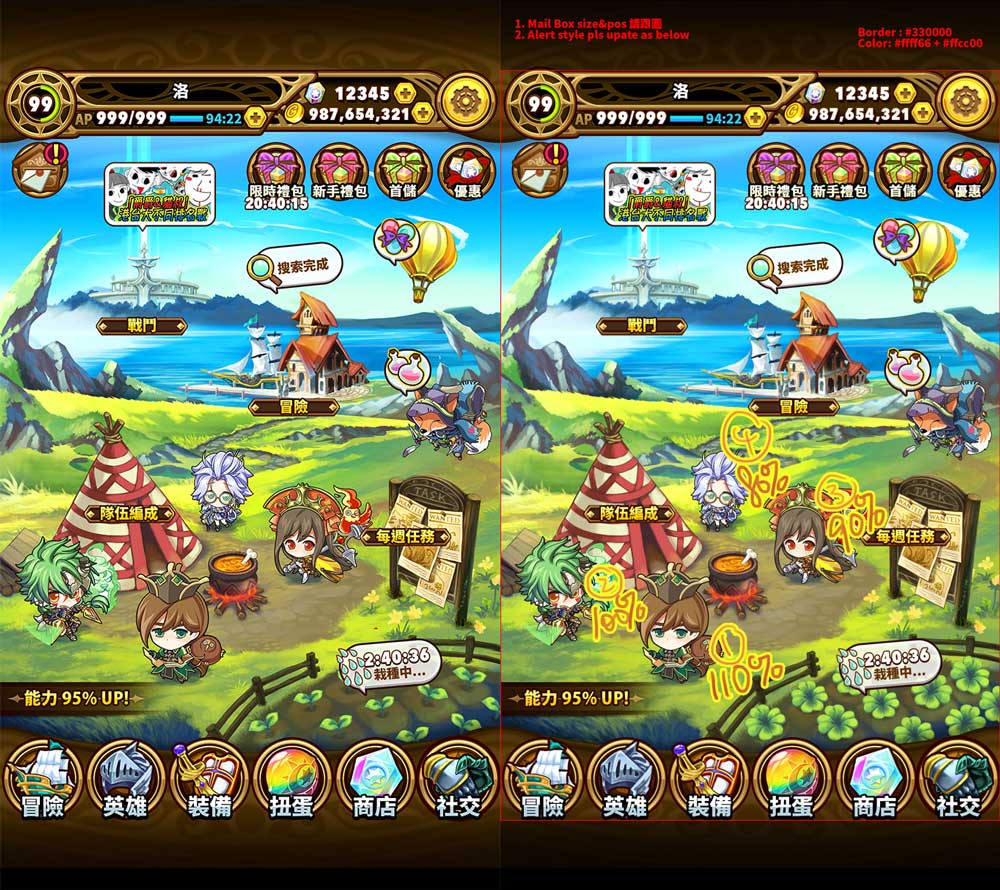 99
洛
12345
AP 999/999
94:22
987,654,321
限時禮包
20:40:15
新手禮包
首儲
優惠
搜索完成
戰鬥
冒險
隊伍編成
TASK
WANTED
每週任務
2:40:36
栽種中...
能力 95% UP!
冒險
英雄
裝備
扭蛋
商店
社交
1. Mail Box size&pos 請跟圖
2. Alert style pls upate as below
Border : #330000
Color: #ffff66 + #ffcc00
99
洛
12345
AP 999/999
94:22
987,654,321
限時禮包
20:40:15
新手禮包
首儲
優惠
搜索完成
戰鬥
冒險
4
80%
3
90%
隊伍編成
TASK
WANTED
每週任務
2
100%
1
110%
2:40:36
栽種中...
能力 95% UP!
冒險
英雄
裝備
扭蛋
商店
社交